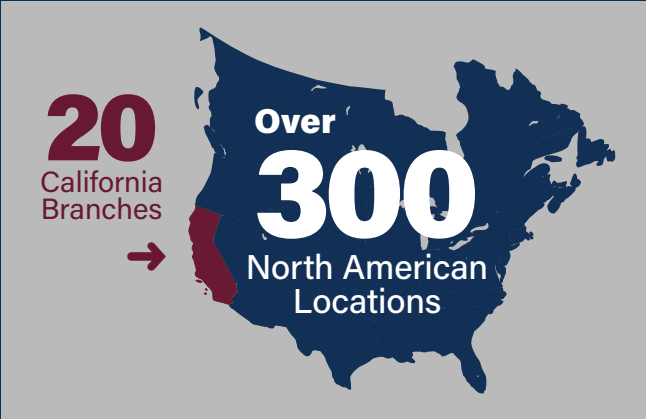 20
California
Branches
Over
300
North American
Locations